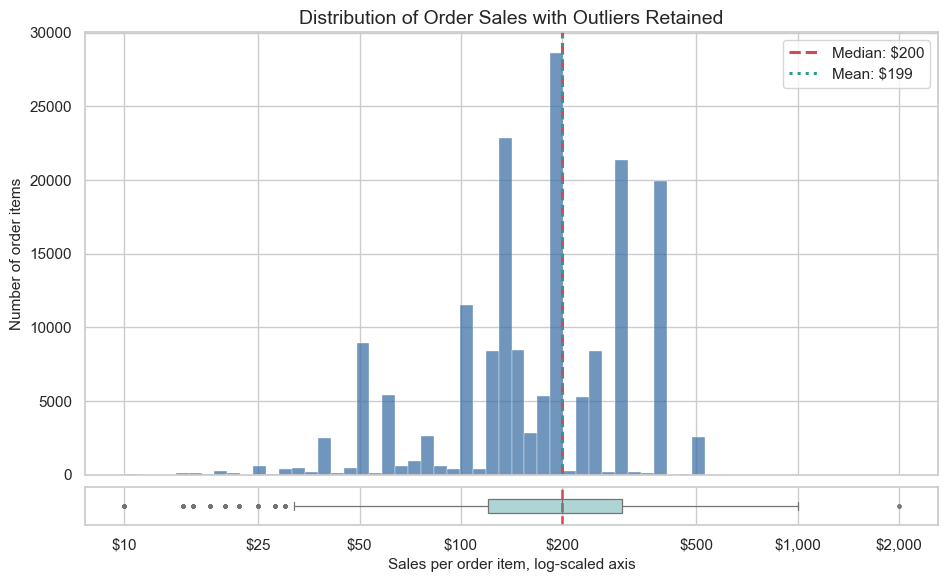 Distribution of Order Sales with Outliers Retained
Median: $200
Mean: $199
Number of order items
30000
25000
20000
15000
10000
5000
0
$10 $25 $50 $100 $200 $500 $1,000 $2,000
Sales per order item, log-scaled axis